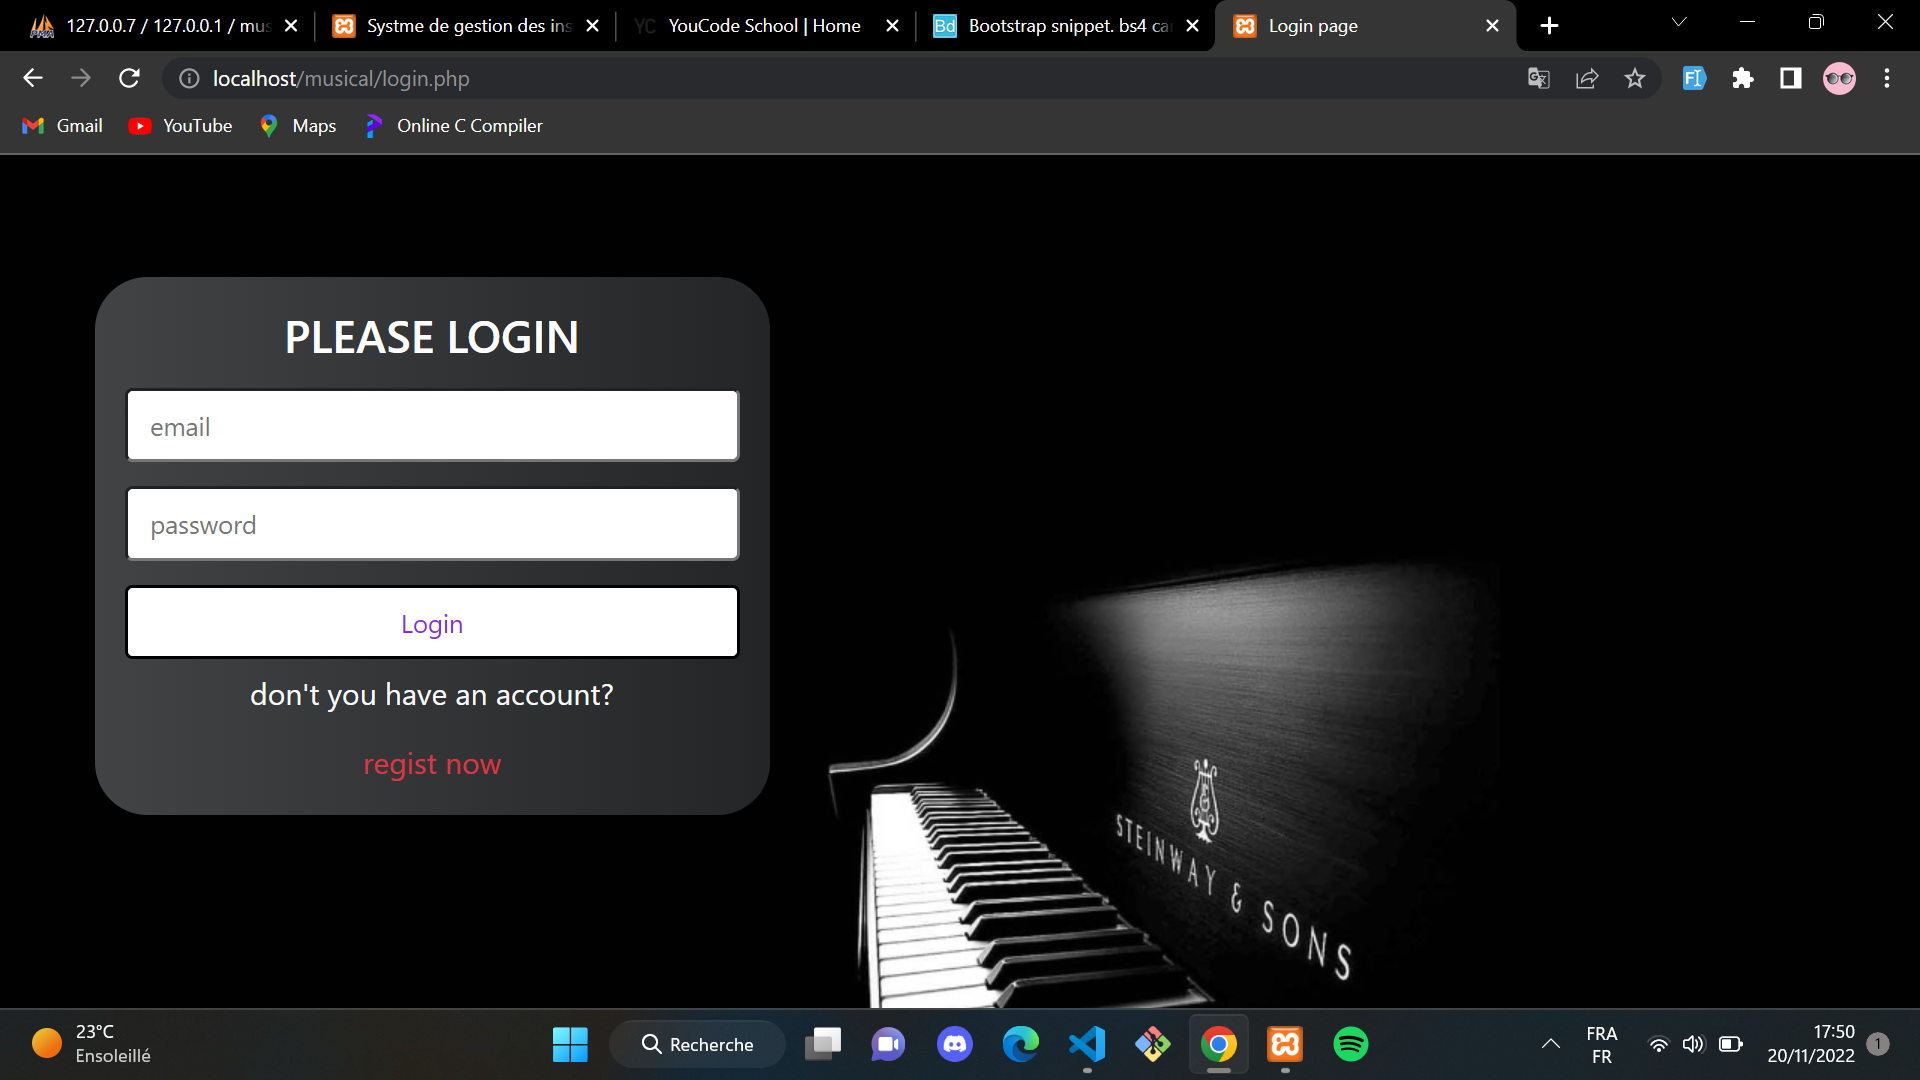 127.0.0.7 / 127.0.0.1 / mus
Systme de gestion des ins
YC YouCode School | Home
Bd Bootstrap snippet. bs4 ca
Login page
localhost/musical/login.php
Gmail
YouTube
Maps
Online C Compiler
PLEASE LOGIN
email
password
Login
don't you have an account?
regist now
STEINWAY & SONS
23°C
Ensoleillé
Recherche
FRA
FR
17:50
20/11/2022
1